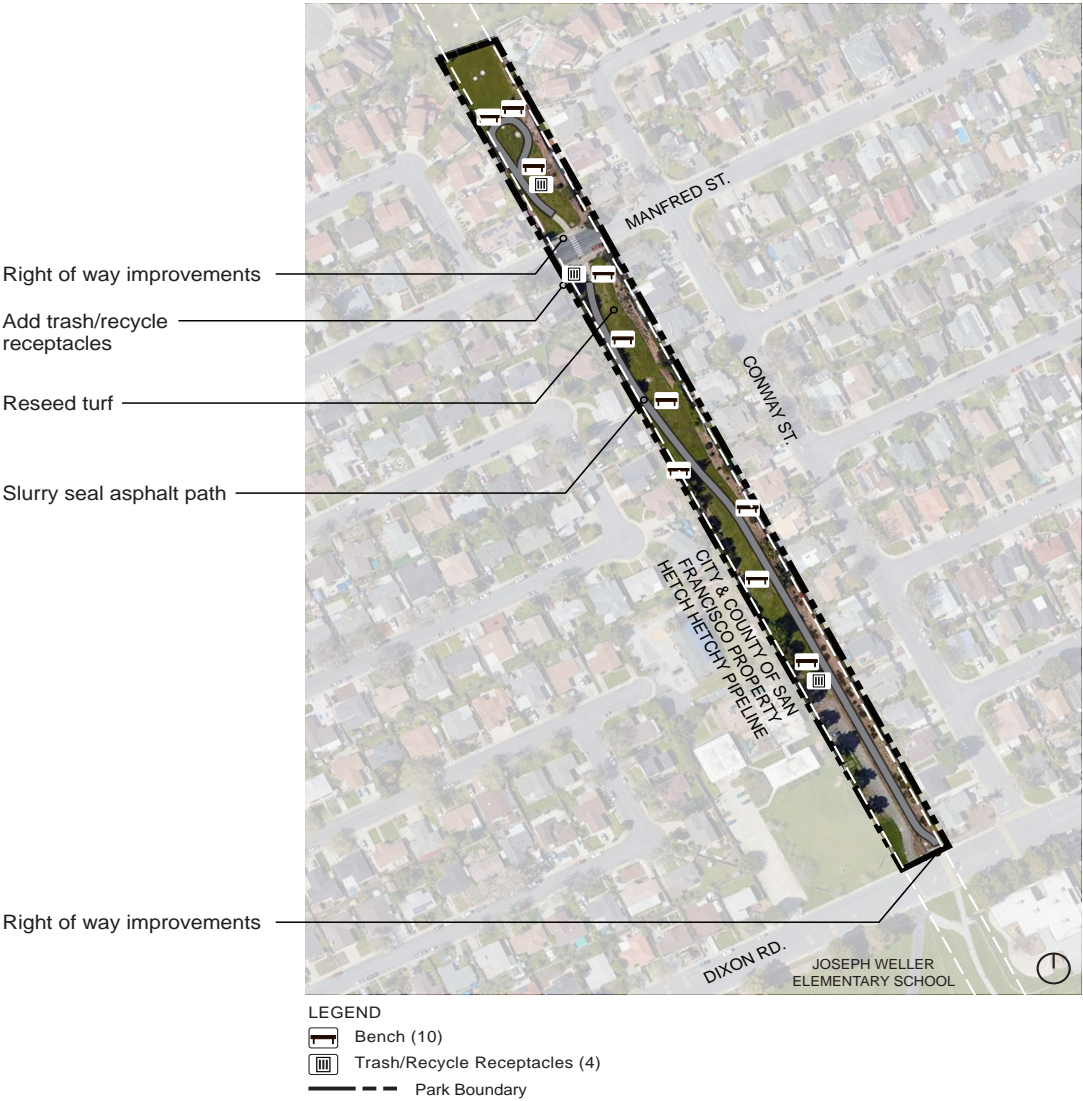 MANFRED ST.
Right of way improvements
Add trash/recycle
receptacles
CONWAY ST.
Reseed turf
Slurry seal asphalt path
CITY & COUNTY OF SAN
FRANCISCO PROPERTY
HETCH HETCHY PIPELINE
Right of way improvements
DIXON RD.
JOSEPH WELLER
ELEMENTARY SCHOOL
LEGEND
Bench (10)
Trash/Recycle Receptacles (4)
Park Boundary